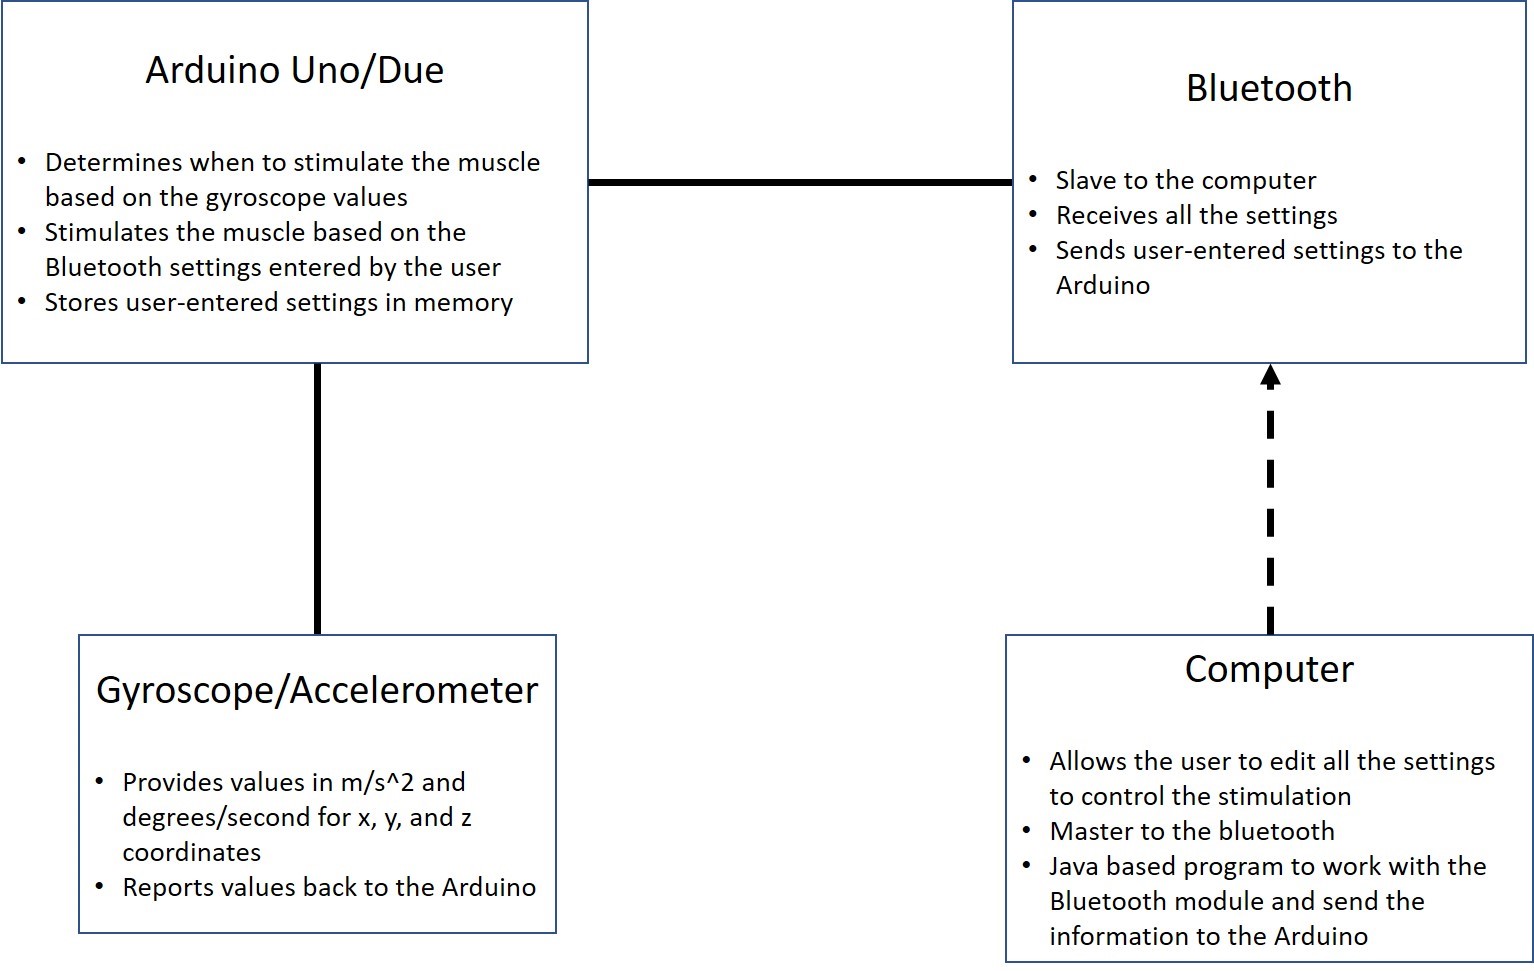 Arduino Uno/Due
• Determines when to stimulate the muscle
based on the gyroscope values
• Stimulates the muscle based on the
Bluetooth settings entered by the user
• Stores user-entered settings in memory
Bluetooth
• Slave to the computer
• Receives all the settings
• Sends user-entered settings to the
Arduino
Gyroscope/Accelerometer
• Provides values in m/s^2 and
degrees/second for x, y, and z
coordinates
• Reports values back to the Arduino
Computer
• Allows the user to edit all the settings
to control the stimulation
• Master to the bluetooth
• Java based program to work with the
Bluetooth module and send the
information to the Arduino